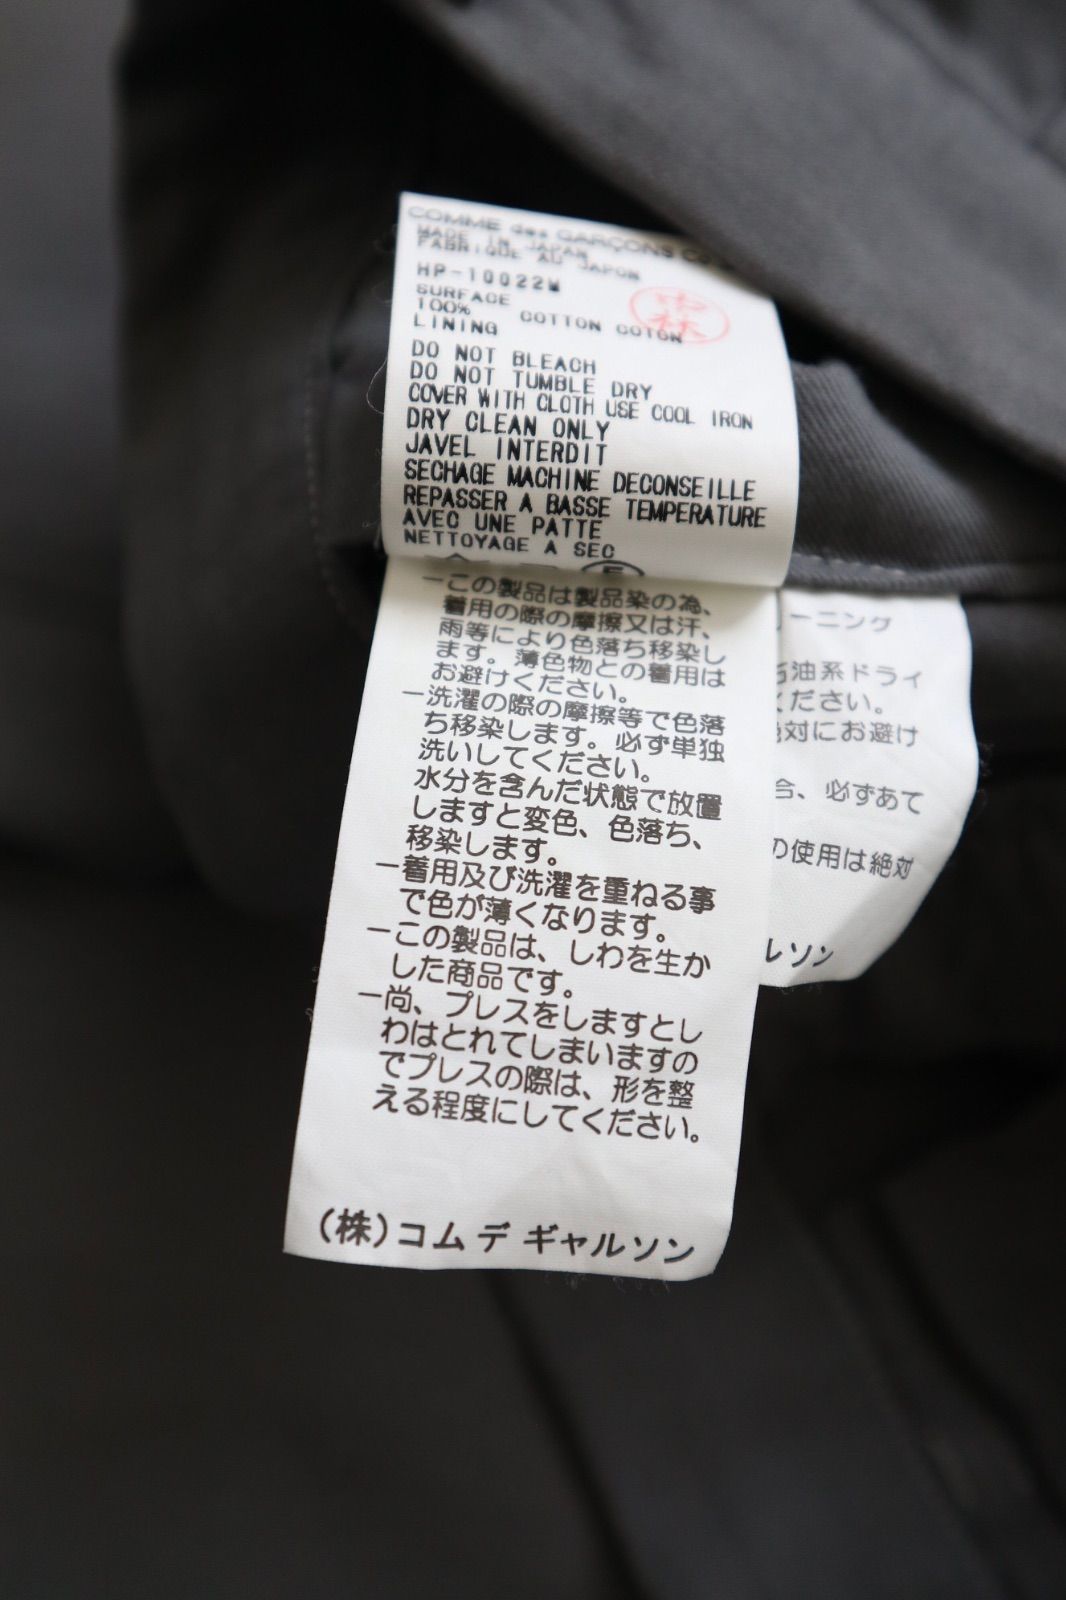 COMME des GARÇONS CO
MADE IN JAPAN
FABRIQUE AU JAPON
HP-10022M
SURFACE
100% COTTON COTON
LINING
DO NOT BLEACH
DO NOT TUMBLE DRY
COVER WITH CLOTH USE COOL IRON
DRY CLEAN ONLY
JAVEL INTERDIT
SECHAGE MACHINE DECONSEILLE
REPASSER A BASSE TEMPERATURE
AVEC UNE PATTE
NETTOYAGE A SEC
ーこの製品は製品染の為、
着用の際の摩擦又は汗、
雨等により色落ち移染し
ます。薄色物との着用は
お避けください。
ー洗濯の際の摩擦等で色落
ち移染します。必ず単独
洗いしてください。
水分を含んだ状態で放置
しますと変色、色落ち、
移染します。
ー着用及び洗濯を重ねる事
で色が薄くなります。
ーこの製品は、しわを生か
した商品です。
ー尚、プレスをしますとし
わはとれてしまいますの
でプレスの際は、形を整
える程度にしてください。
(株)コム デ ギャルソン
ーニング
石油系ドライ
ください。
絶対にお避け
合、必ずあて
の使用は絶対
ルソン